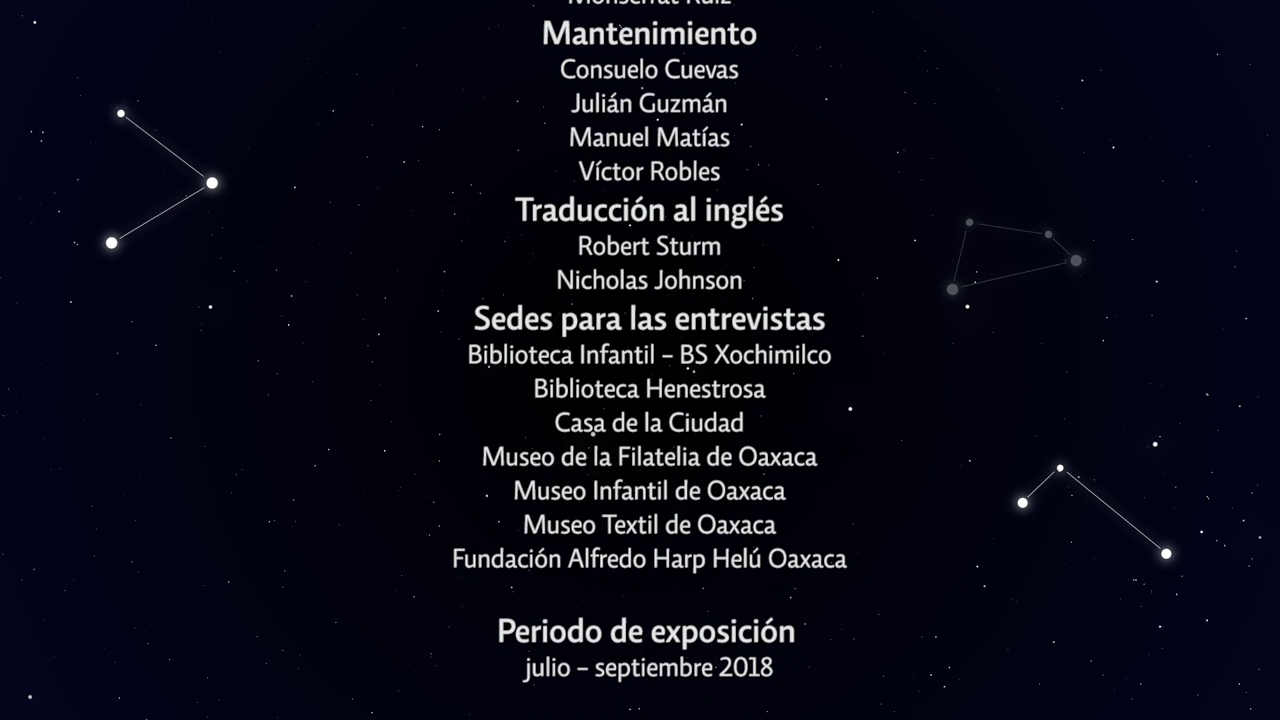 Monserrat Ruiz
Mantenimiento
Consuelo Cuevas
Julián Guzmán
Manuel Matías
Víctor Robles
Traducción al inglés
Robert Sturm
Nicholas Johnson
Sedes para las entrevistas
Biblioteca Infantil – BS Xochimilco
Biblioteca Henestrosa
Casa de la Ciudad
Museo de la Filatelia de Oaxaca
Museo Infantil de Oaxaca
Museo Textil de Oaxaca
Fundación Alfredo Harp Helú Oaxaca
Periodo de exposición
julio – septiembre 2018